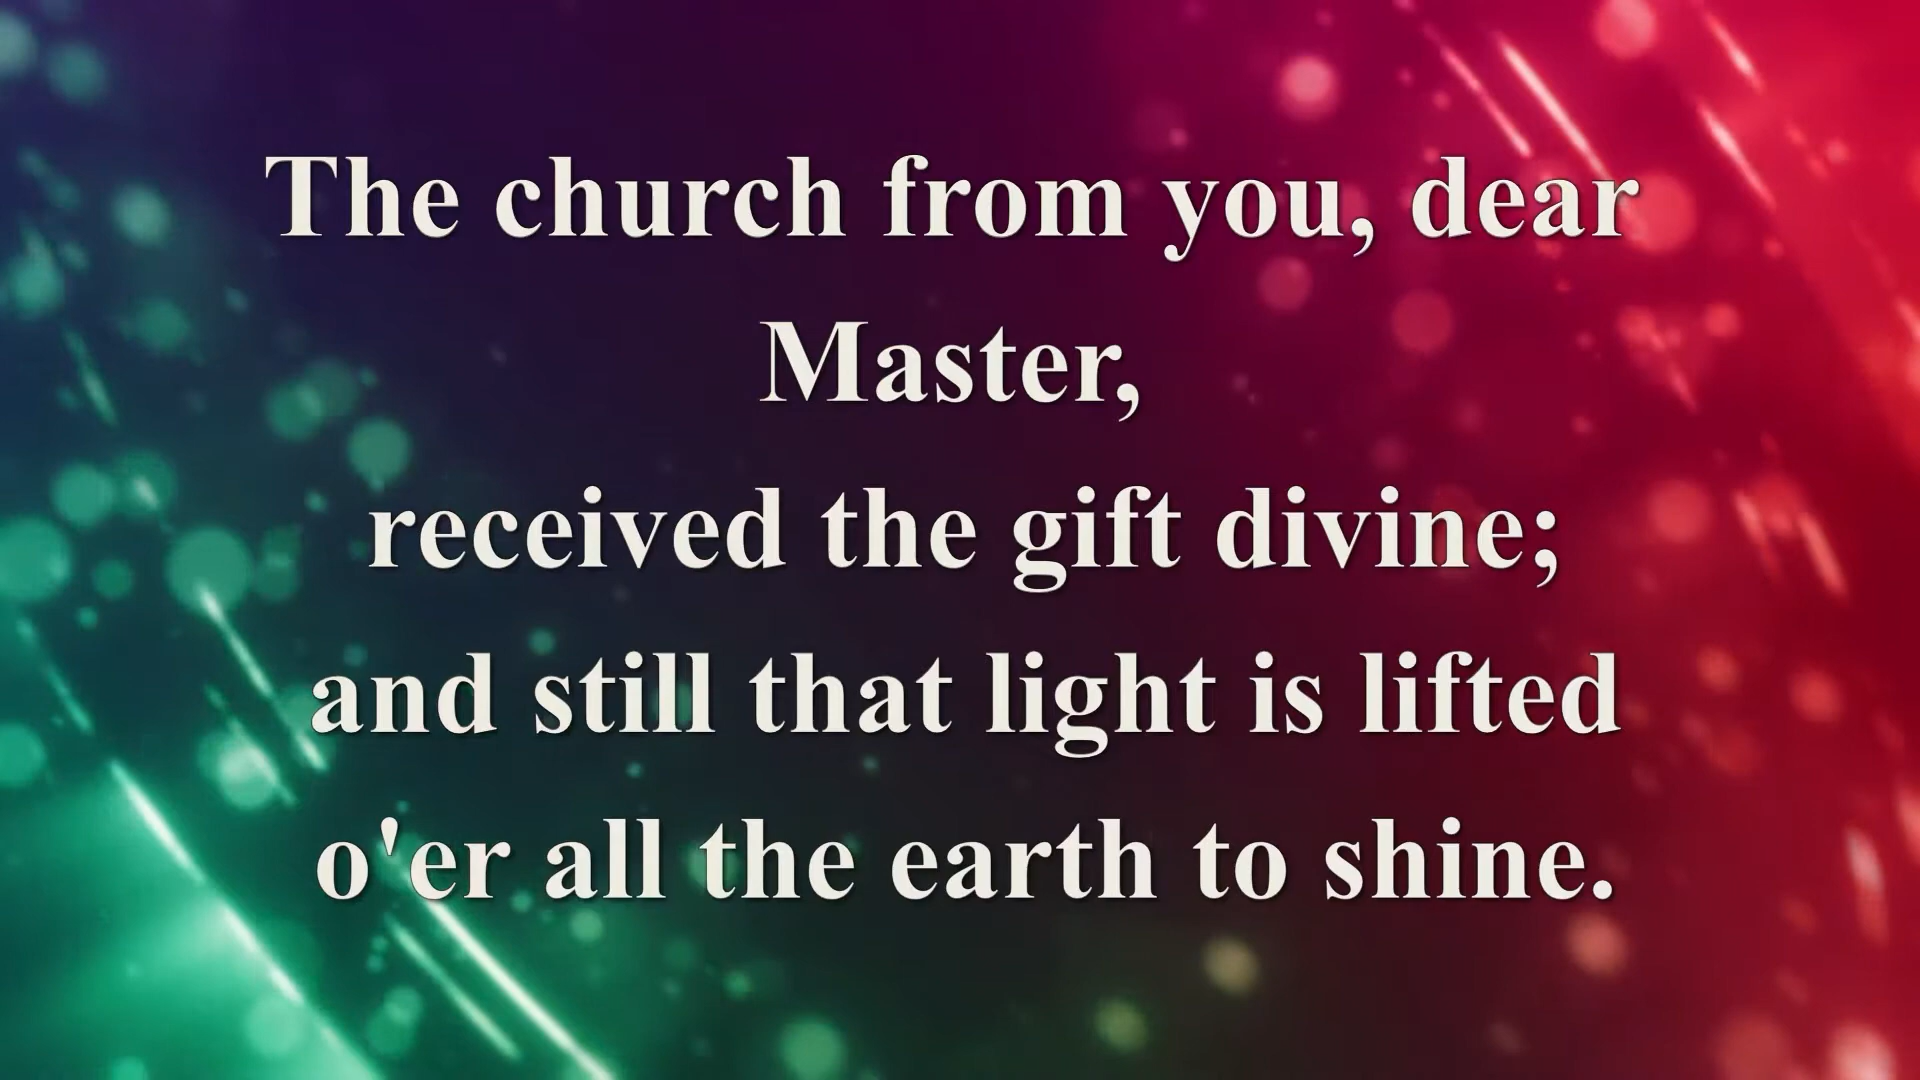 The church from you, dear
Master,
received the gift divine;
and still that light is lifted
o'er all the earth to shine.